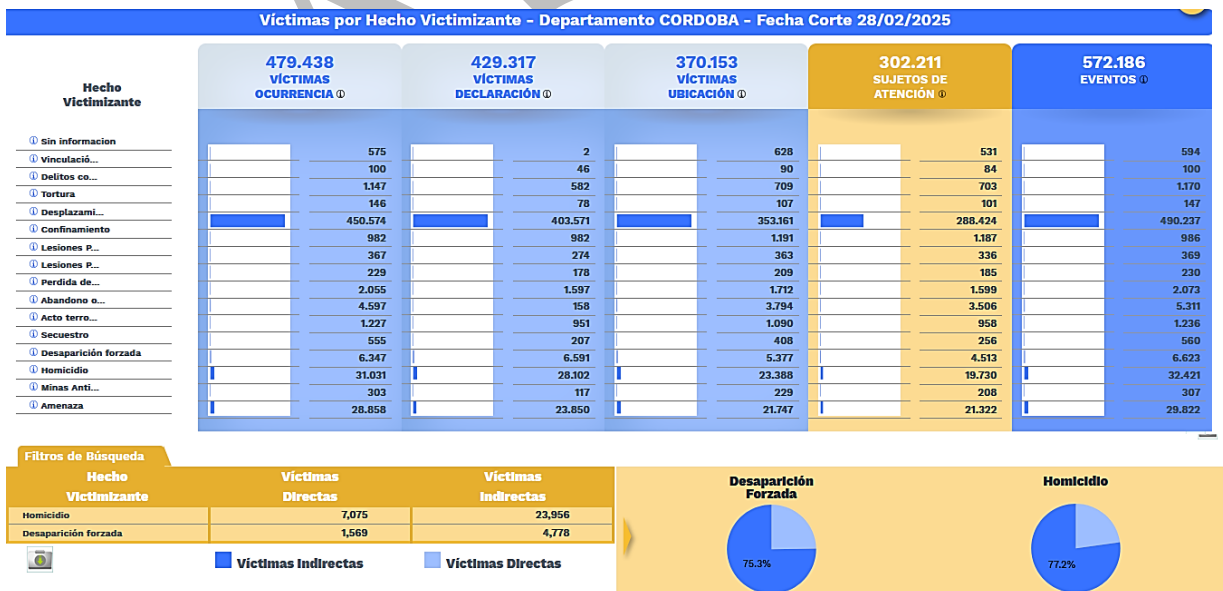 Víctimas por Hecho Victimizante - Departamento CORDOBA - Fecha Corte 28/02/2025
Hecho
Victimizante
479.438
VÍCTIMAS
OCURRENCIA
429.317
VÍCTIMAS
DECLARACIÓN
370.153
VÍCTIMAS
UBICACIÓN
302.211
SUJETOS DE
ATENCIÓN
572.186
EVENTOS
Sin informacion 575 2 628 531 594
Vinculació... 100 46 90 84 100
Delitos co... 1.147 582 709 703 1.170
Tortura 146 78 107 101 147
Desplazami... 450.574 403.571 353.161 288.424 490.237
Confinamiento 982 982 1.191 1.187 986
Lesiones P... 367 274 363 336 369
Lesiones P... 229 178 209 185 230
Perdida de... 2.055 1.597 1.712 1.599 2.073
Abandono o... 4.597 158 3.794 3.506 5.311
Acto terro... 1.227 951 1.090 958 1.236
Secuestro 555 207 408 256 560
Desaparición forzada 6.347 6.591 5.377 4.513 6.623
Homicidio 31.031 28.102 23.388 19.730 32.421
Minas Anti... 303 117 229 208 307
Amenaza 28.858 23.850 21.747 21.322 29.822
Filtros de Búsqueda
Hecho Víctimas Víctimas
Victimizante Directas Indirectas
Homicidio 7,075 23,956
Desaparición forzada 1,569 4,778
Víctimas Indirectas Víctimas Directas
Desaparición
Forzada
75.3%
Homicidio
77.2%